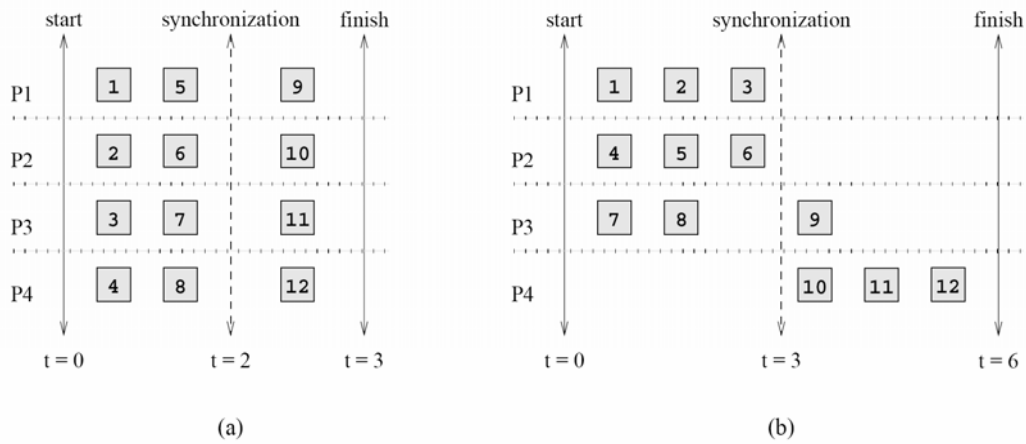 start synchronization finish
P1 1 5 9
P2 2 6 10
P3 3 7 11
P4 4 8 12
t = 0 t = 2 t = 3
(a)
start synchronization finish
P1 1 2 3
P2 4 5 6
P3 7 8 9
P4 10 11 12
t = 0 t = 3 t = 6
(b)